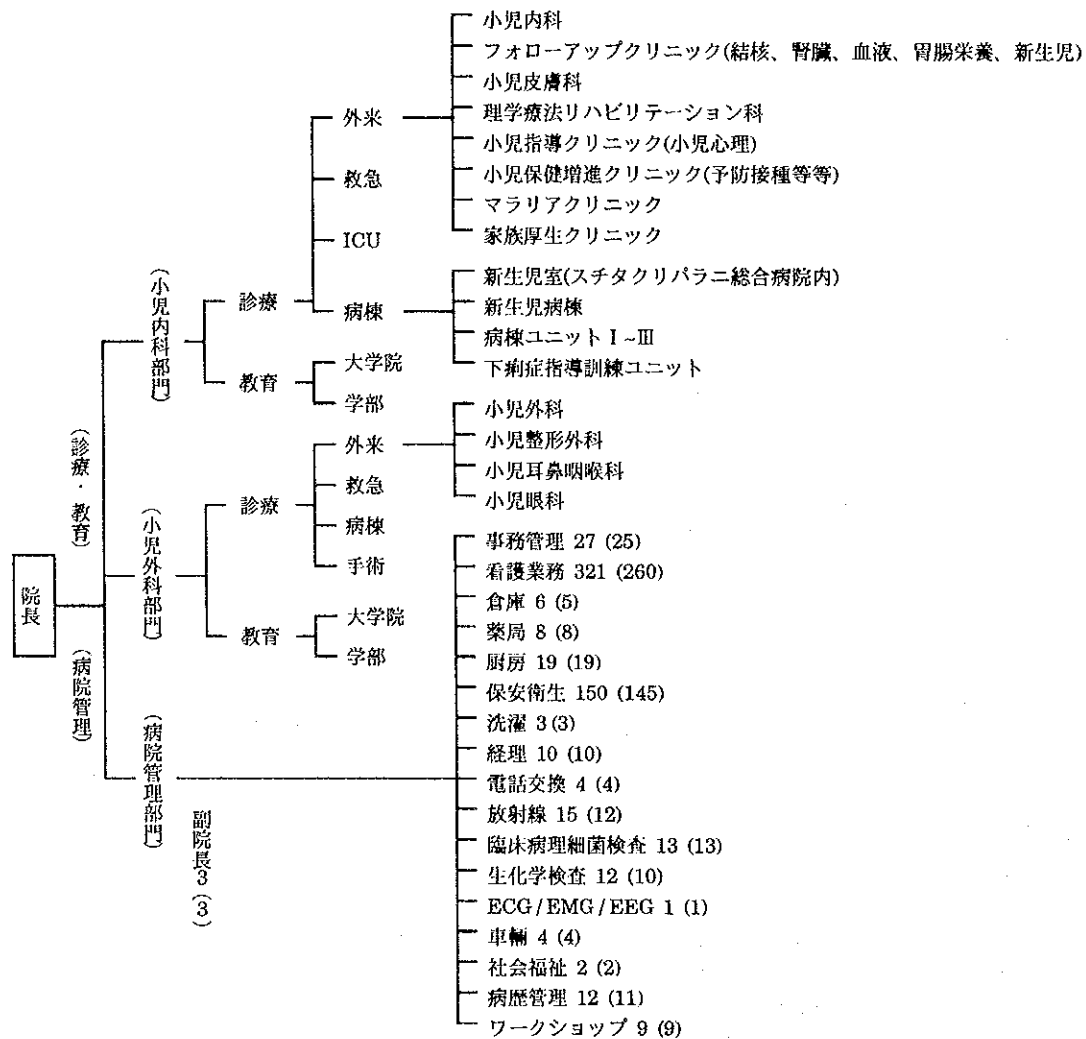 院長
(診療・教育)
(病院管理)
(小児内科部門)
診療
外来
小児内科
フォローアップクリニック(結核、腎臓、血液、胃腸栄養、新生児)
小児皮膚科
理学療法リハビリテーション科
小児指導クリニック(小児心理)
小児保健増進クリニック(予防接種等等)
マラリアクリニック
家族厚生クリニック
救急
ICU
病棟
新生児室(スチタクリパラニ総合病院内)
新生児病棟
病棟ユニットⅠ~Ⅲ
下痢症指導訓練ユニット
教育
大学院
学部
(小児外科部門)
診療
外来
小児外科
小児整形外科
小児耳鼻咽喉科
小児眼科
救急
病棟
手術
教育
大学院
学部
(病院管理部門)
副院長3(3)
事務管理 27 (25)
看護業務 321 (260)
倉庫 6 (5)
薬局 8 (8)
厨房 19 (19)
保安衛生 150 (145)
洗濯 3 (3)
経理 10 (10)
電話交換 4 (4)
放射線 15 (12)
臨床病理細菌検査 13 (13)
生化学検査 12 (10)
ECG/EMG/EEG 1 (1)
車輛 4 (4)
社会福祉 2 (2)
病歴管理 12 (11)
ワークショップ 9 (9)